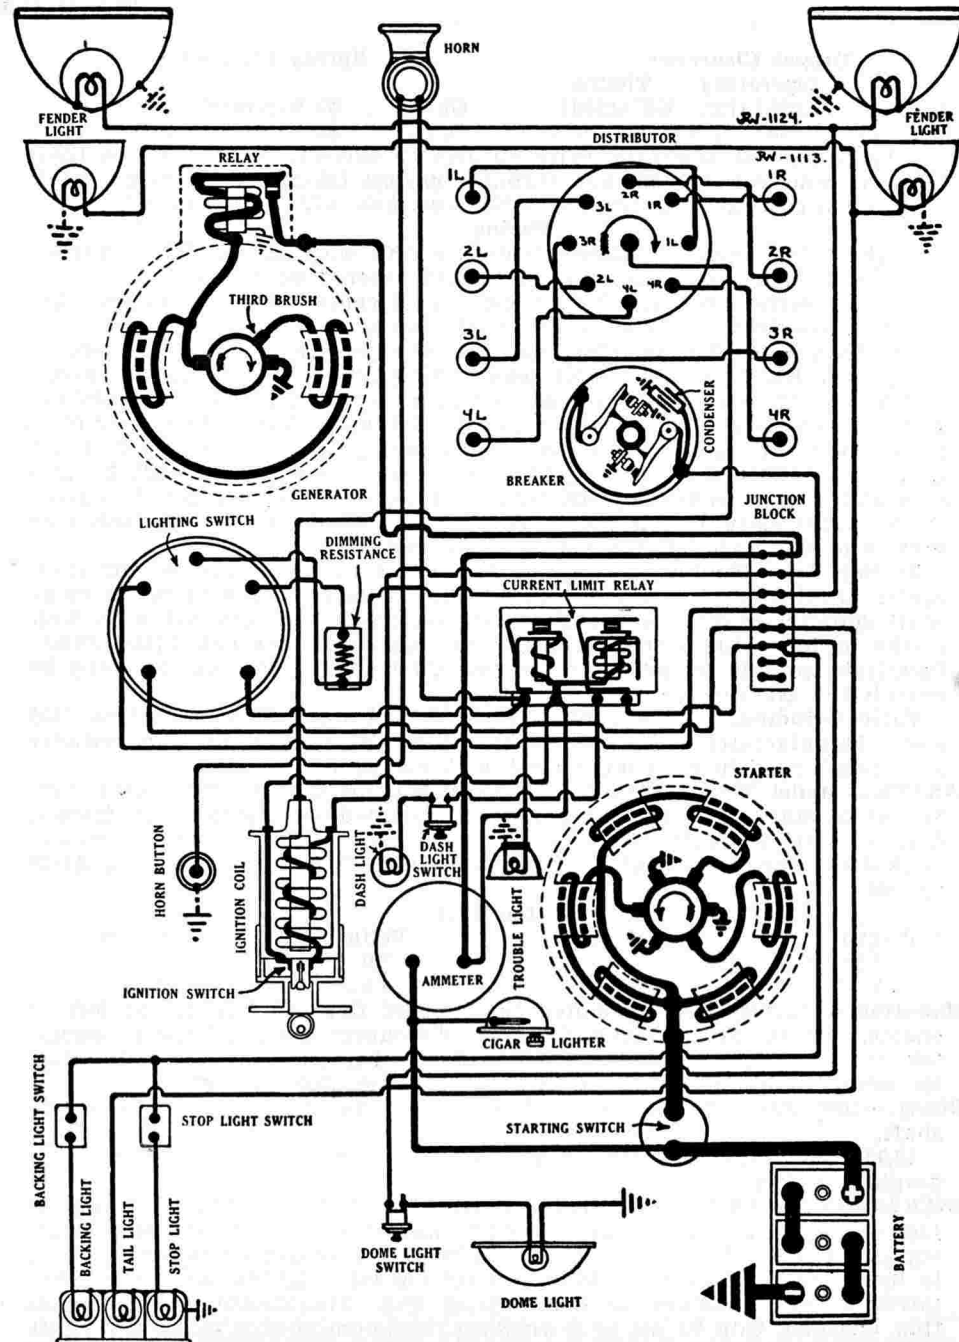 HORN
FENDER
LIGHT
RW-1124.
FENDER
LIGHT
DISTRIBUTOR
RELAY
RW-1113.
1L
2R
3L
1R
1R
3R
1L
2L
2L
4L
4R
2R
THIRD BRUSH
3L
3R
CONDENSER
4L
4R
BREAKER
GENERATOR
JUNCTION
BLOCK
LIGHTING SWITCH
DIMMING
RESISTANCE
CURRENT LIMIT RELAY
STARTER
HORN BUTTON
IGNITION COIL
DASH LIGHT
DASH
LIGHT
SWITCH
TROUBLE LIGHT
AMMETER
IGNITION SWITCH
CIGAR LIGHTER
BACKING LIGHT SWITCH
STOP LIGHT SWITCH
STARTING SWITCH
BACKING LIGHT
TAIL LIGHT
STOP LIGHT
DOME LIGHT
SWITCH
DOME LIGHT
BATTERY